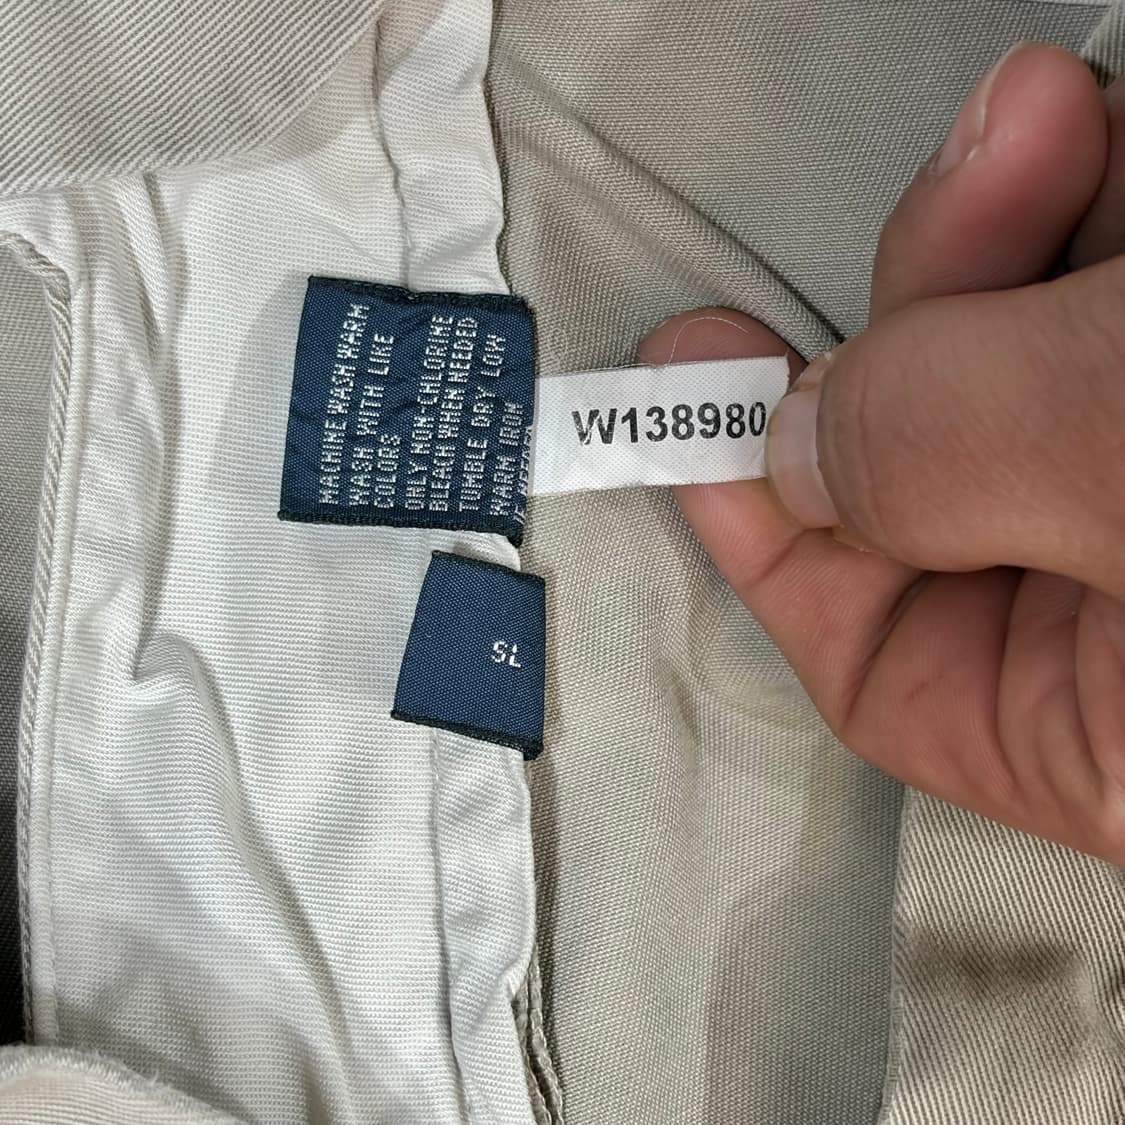 MACHINE WASH WARM
WASH WITH LIKE
COLORS
ONLY NON-CHLORINE
BLEACH WHEN NEEDED
TUMBLE DRY LOW
WARM IRON
W138980
SL